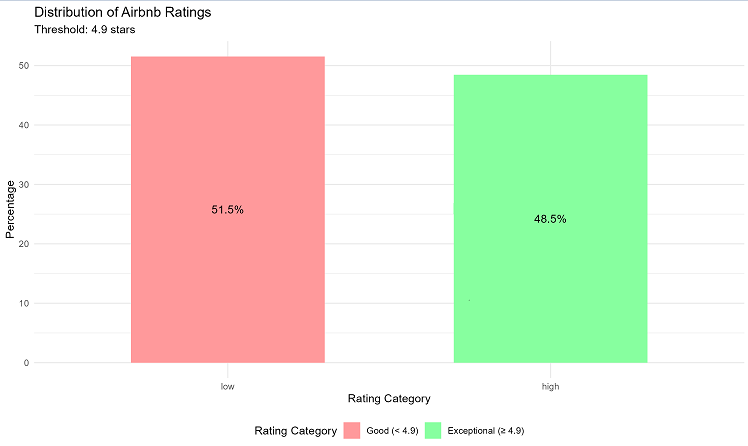 Distribution of Airbnb Ratings
Threshold: 4.9 stars
Percentage
50
40
30
20
10
0
51.5%
48.5%
low
high
Rating Category
Rating Category
Good (< 4.9)
Exceptional (≥ 4.9)